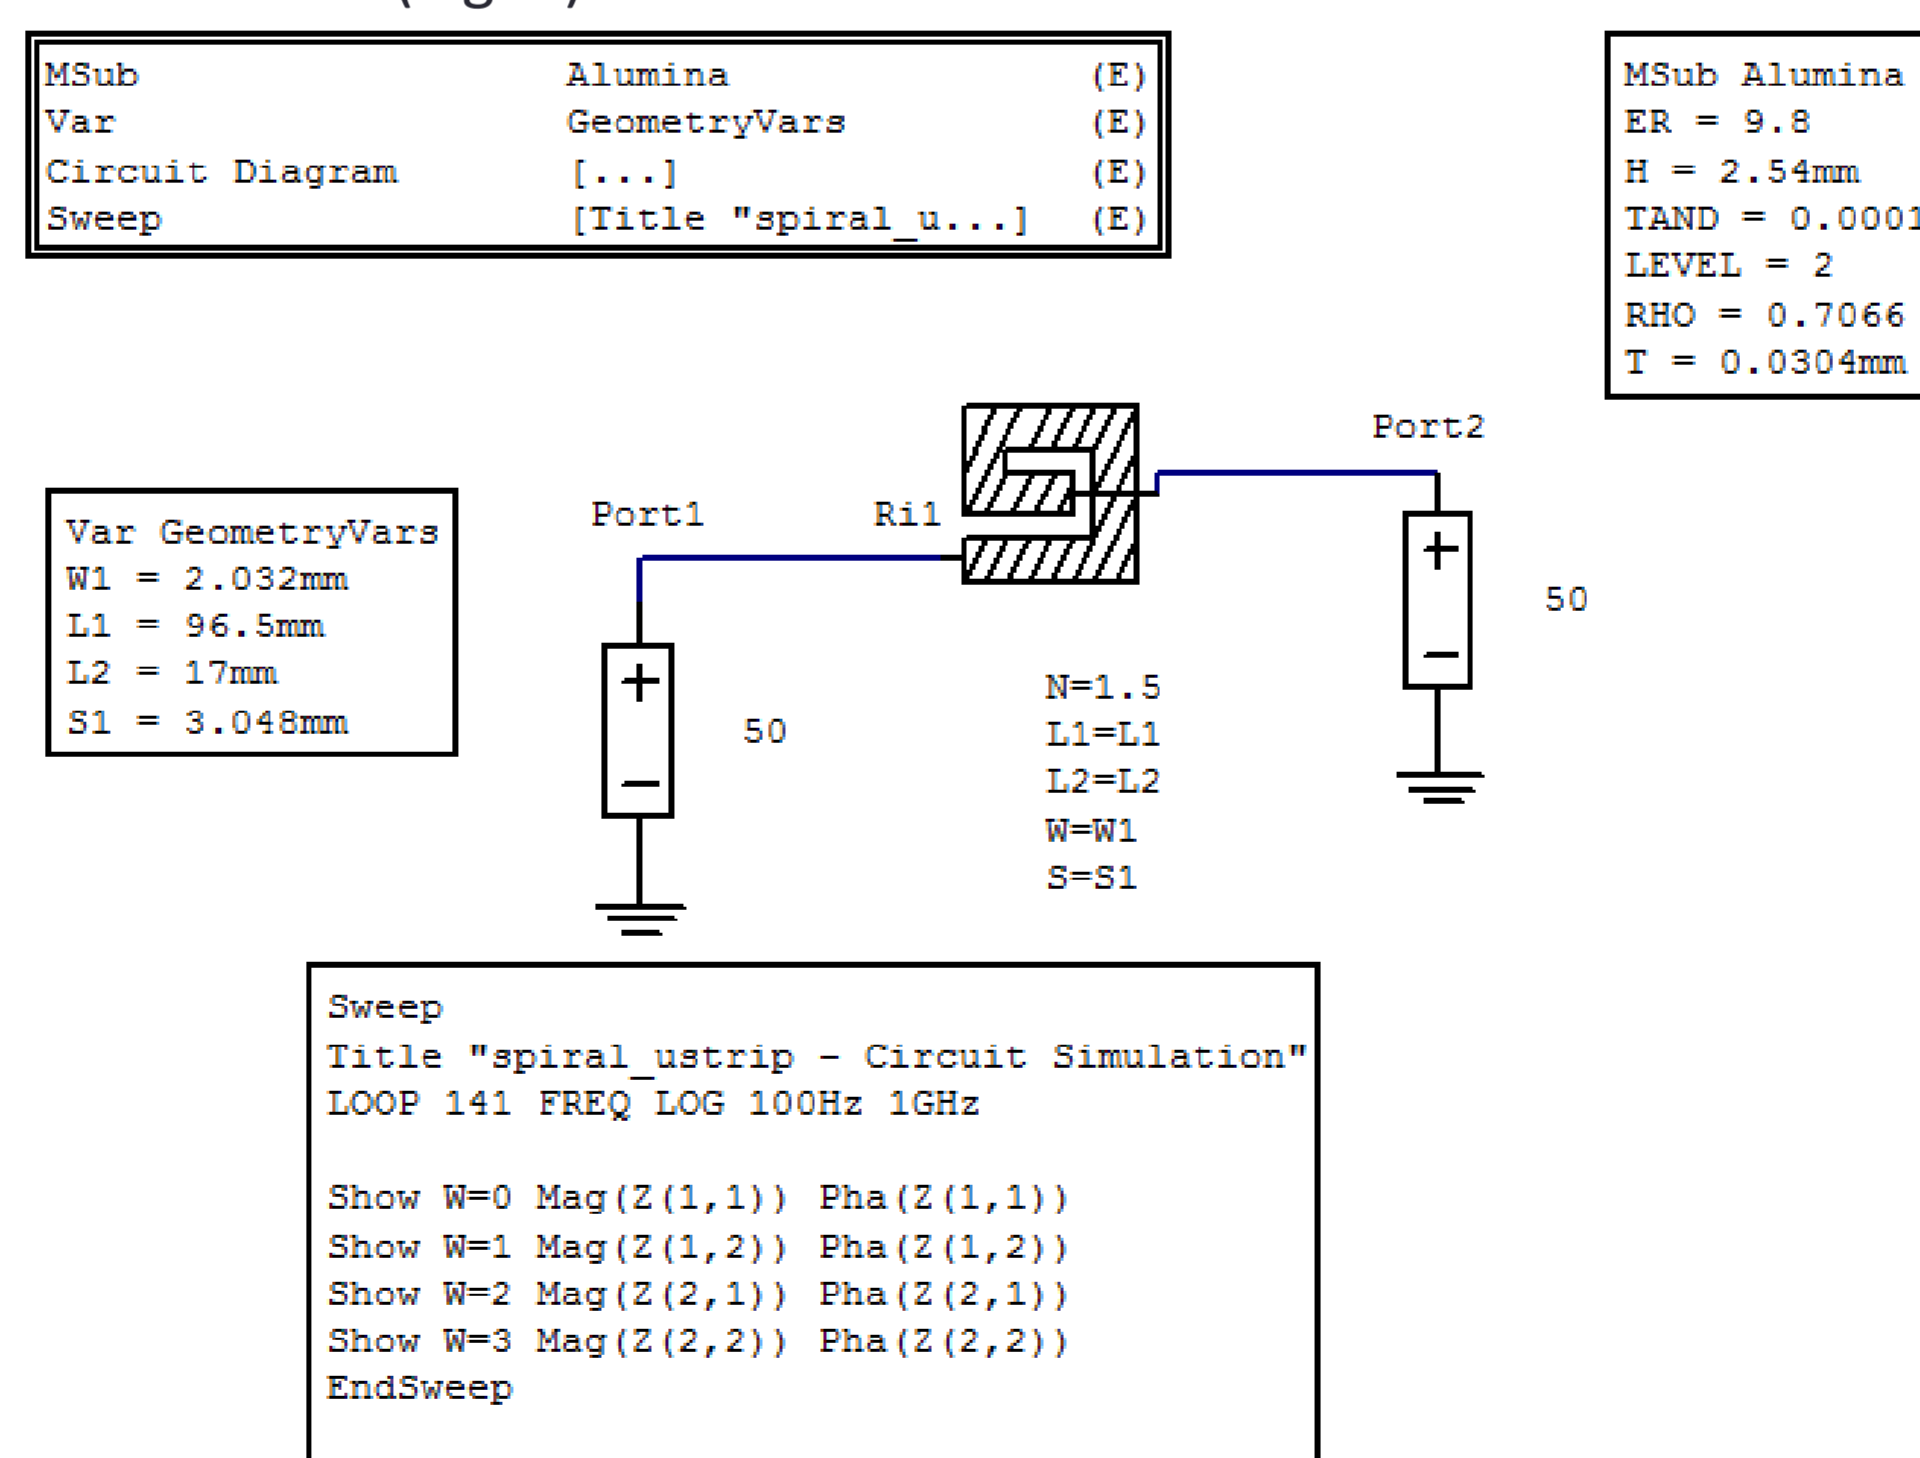 MSub Alumina (E)
Var GeometryVars (E)
Circuit Diagram [...] (E)
Sweep [Title "spiral_u...] (E)
MSub Alumina
ER = 9.8
H = 2.54mm
TAND = 0.0001
LEVEL = 2
RHO = 0.7066
T = 0.0304mm
Port2
Port1
Ri1
Var GeometryVars
W1 = 2.032mm
L1 = 96.5mm
L2 = 17mm
S1 = 3.048mm
50
50
N=1.5
L1=L1
L2=L2
W=W1
S=S1
Sweep
Title "spiral_ustrip - Circuit Simulation"
LOOP 141 FREQ LOG 100Hz 1GHz
Show W=0 Mag(Z(1,1)) Pha(Z(1,1))
Show W=1 Mag(Z(1,2)) Pha(Z(1,2))
Show W=2 Mag(Z(2,1)) Pha(Z(2,1))
Show W=3 Mag(Z(2,2)) Pha(Z(2,2))
EndSweep